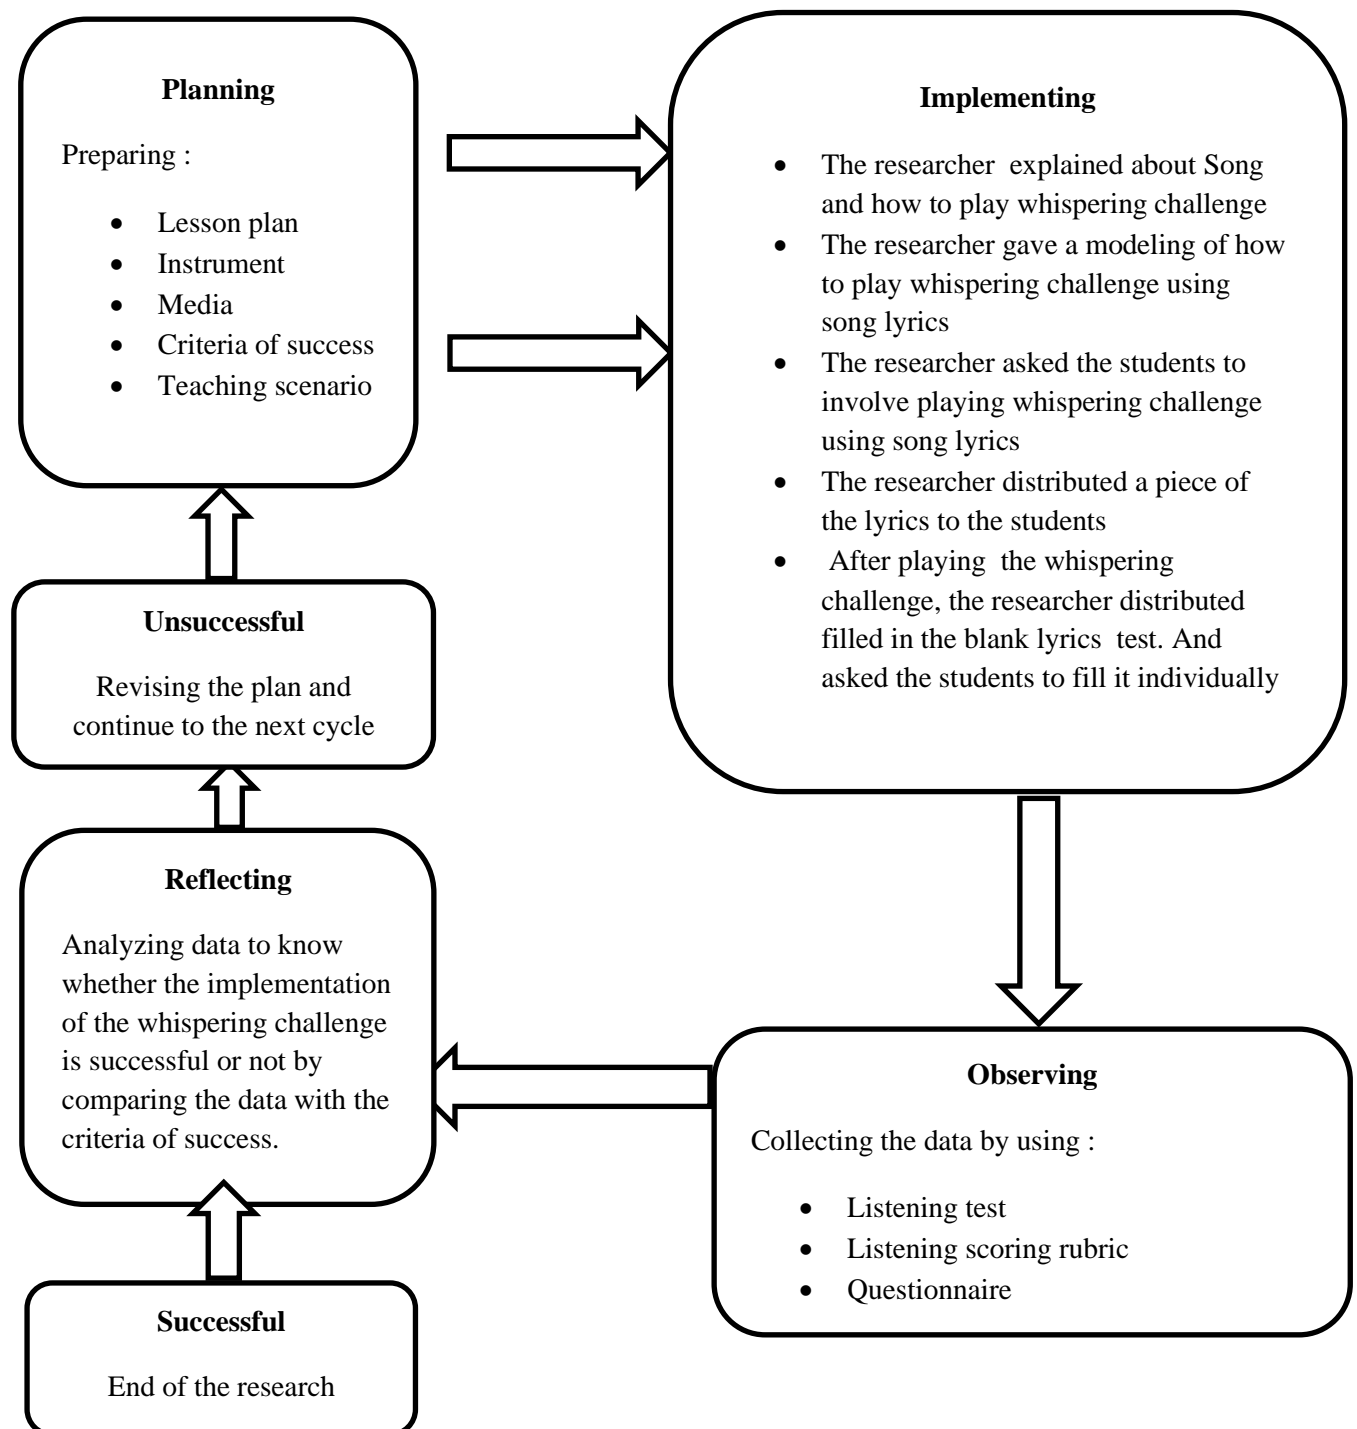 Planning
Preparing :
• Lesson plan
• Instrument
• Media
• Criteria of success
• Teaching scenario
Implementing
• The researcher explained about Song
and how to play whispering challenge
• The researcher gave a modeling of how
to play whispering challenge using
song lyrics
• The researcher asked the students to
involve playing whispering challenge
using song lyrics
• The researcher distributed a piece of
the lyrics to the students
• After playing the whispering
challenge, the researcher distributed
filled in the blank lyrics test. And
asked the students to fill it individually
Unsuccessful
Revising the plan and
continue to the next cycle
Reflecting
Analyzing data to know
whether the implementation
of the whispering challenge
is successful or not by
comparing the data with the
criteria of success.
Observing
Collecting the data by using :
• Listening test
• Listening scoring rubric
• Questionnaire
Successful
End of the research